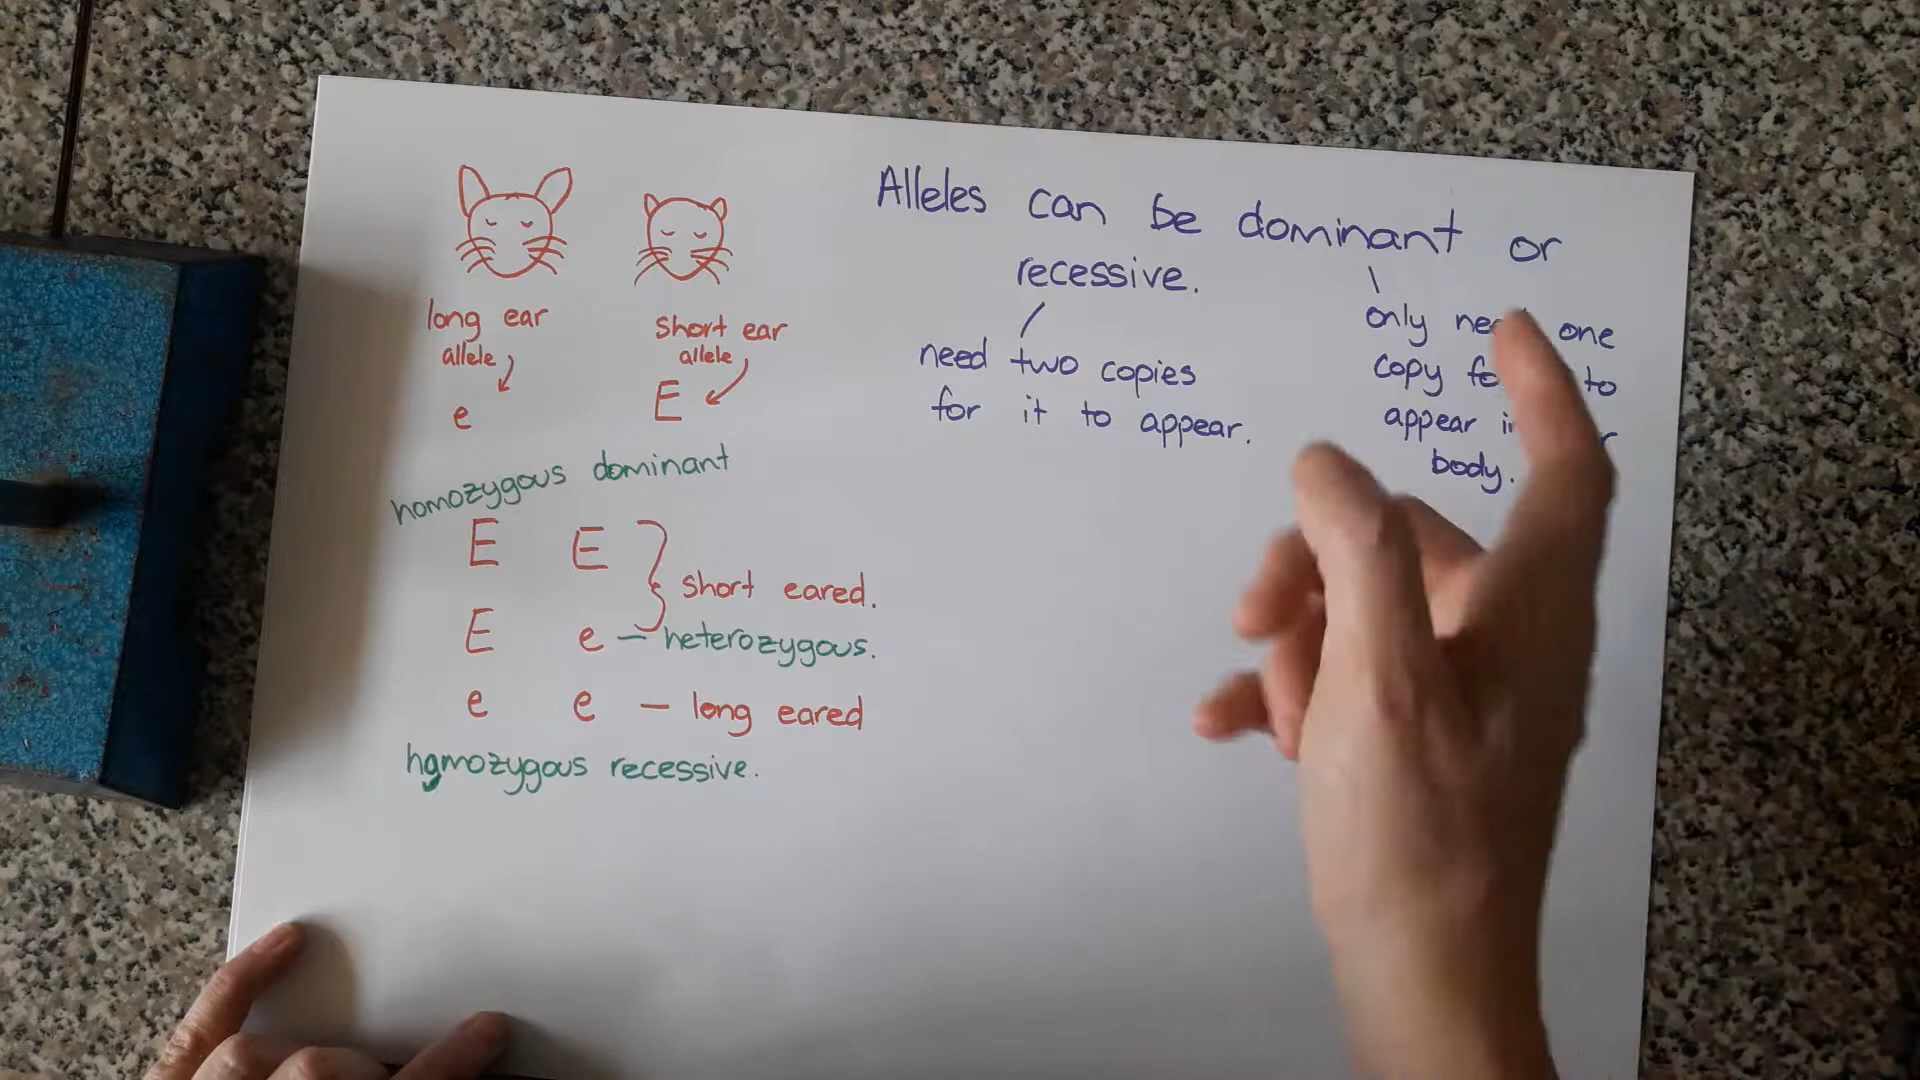 long ear
allele
e
short ear
allele
E
homozygous dominant
E E
short eared.
E e – heterozygous.
e e – long eared
homozygous recessive.
Alleles can be dominant or
recessive.
need two copies
for it to appear.
only one
copy to
appear
body.